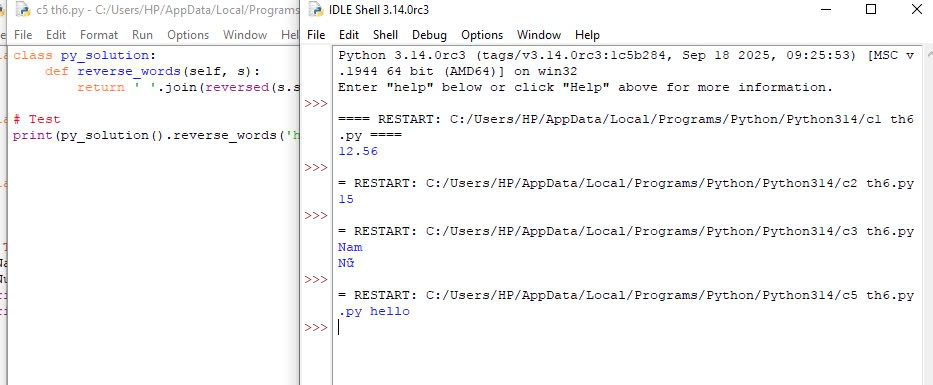 c5 th6.py - C:/Users/HP/AppData/Local/Programs
File Edit Format Run Options Window Help
class py_solution:
def reverse_words(self, s):
return ' '.join(reversed(s.s
# Test
print(py_solution().reverse_words('h
IDLE Shell 3.14.0rc3
File Edit Shell Debug Options Window Help
Python 3.14.0rc3 (tags/v3.14.0rc3:1c5b284, Sep 18 2025, 09:25:53) [MSC v
.1944 64 bit (AMD64)] on win32
Enter "help" below or click "Help" above for more information.
>>>
==== RESTART: C:/Users/HP/AppData/Local/Programs/Python/Python314/c1 th6
.py ====
12.56
>>>
= RESTART: C:/Users/HP/AppData/Local/Programs/Python/Python314/c2 th6.py
15
>>>
= RESTART: C:/Users/HP/AppData/Local/Programs/Python/Python314/c3 th6.py
Nam
Nữ
>>>
= RESTART: C:/Users/HP/AppData/Local/Programs/Python/Python314/c5 th6.py
.py hello
>>>